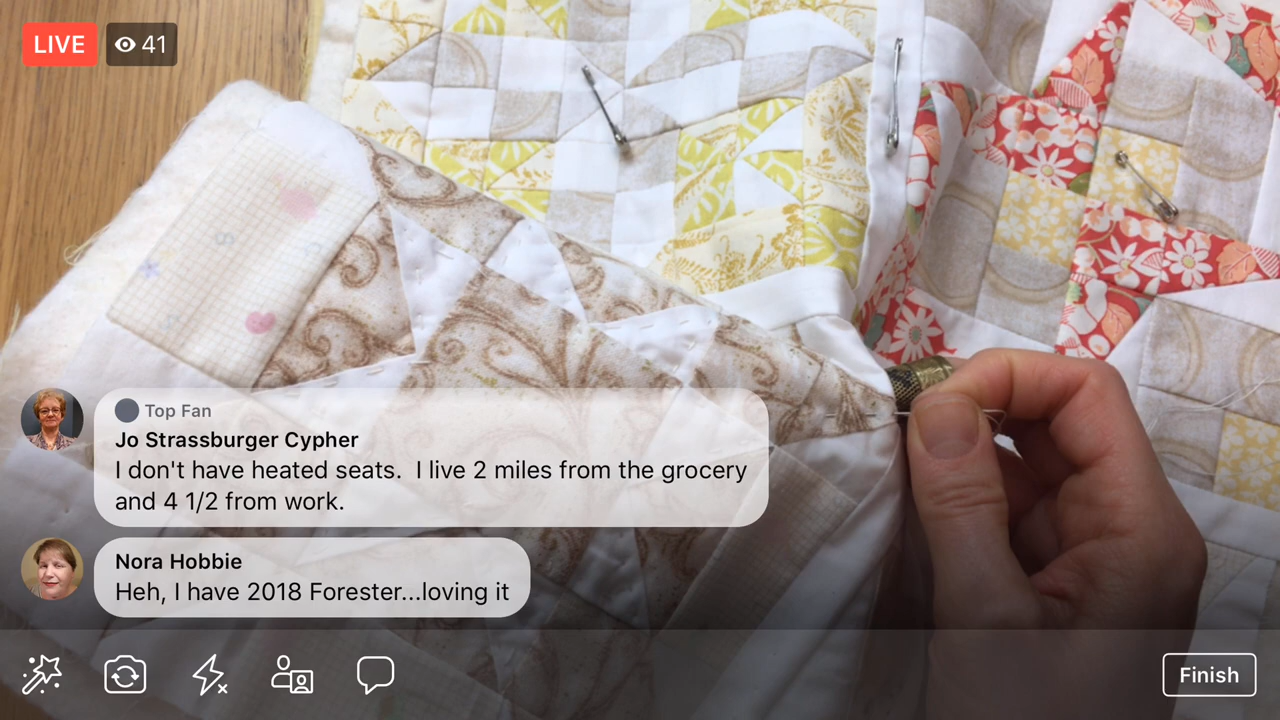 LIVE 41
Top Fan
Jo Strassburger Cypher
I don't have heated seats.  I live 2 miles from the grocery
and 4 1/2 from work.
Nora Hobbie
Heh, I have 2018 Forester...loving it
Finish